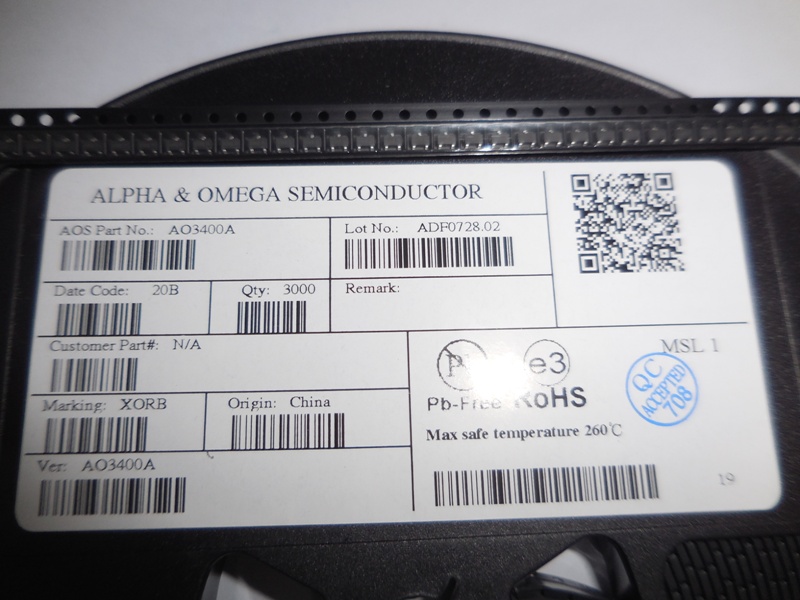 ALPHA & OMEGA SEMICONDUCTOR
AOS Part No.: AO3400A
Lot No.: ADF0728.02
Date Code: 20B
Qty: 3000
Remark:
Customer Part#: N/A
MSL 1
Pb
e3
Pb-Free RoHS
QC
ACCEPTED
708
Marking: XORB
Origin: China
Max safe temperature 260℃
Ver: AO3400A
19